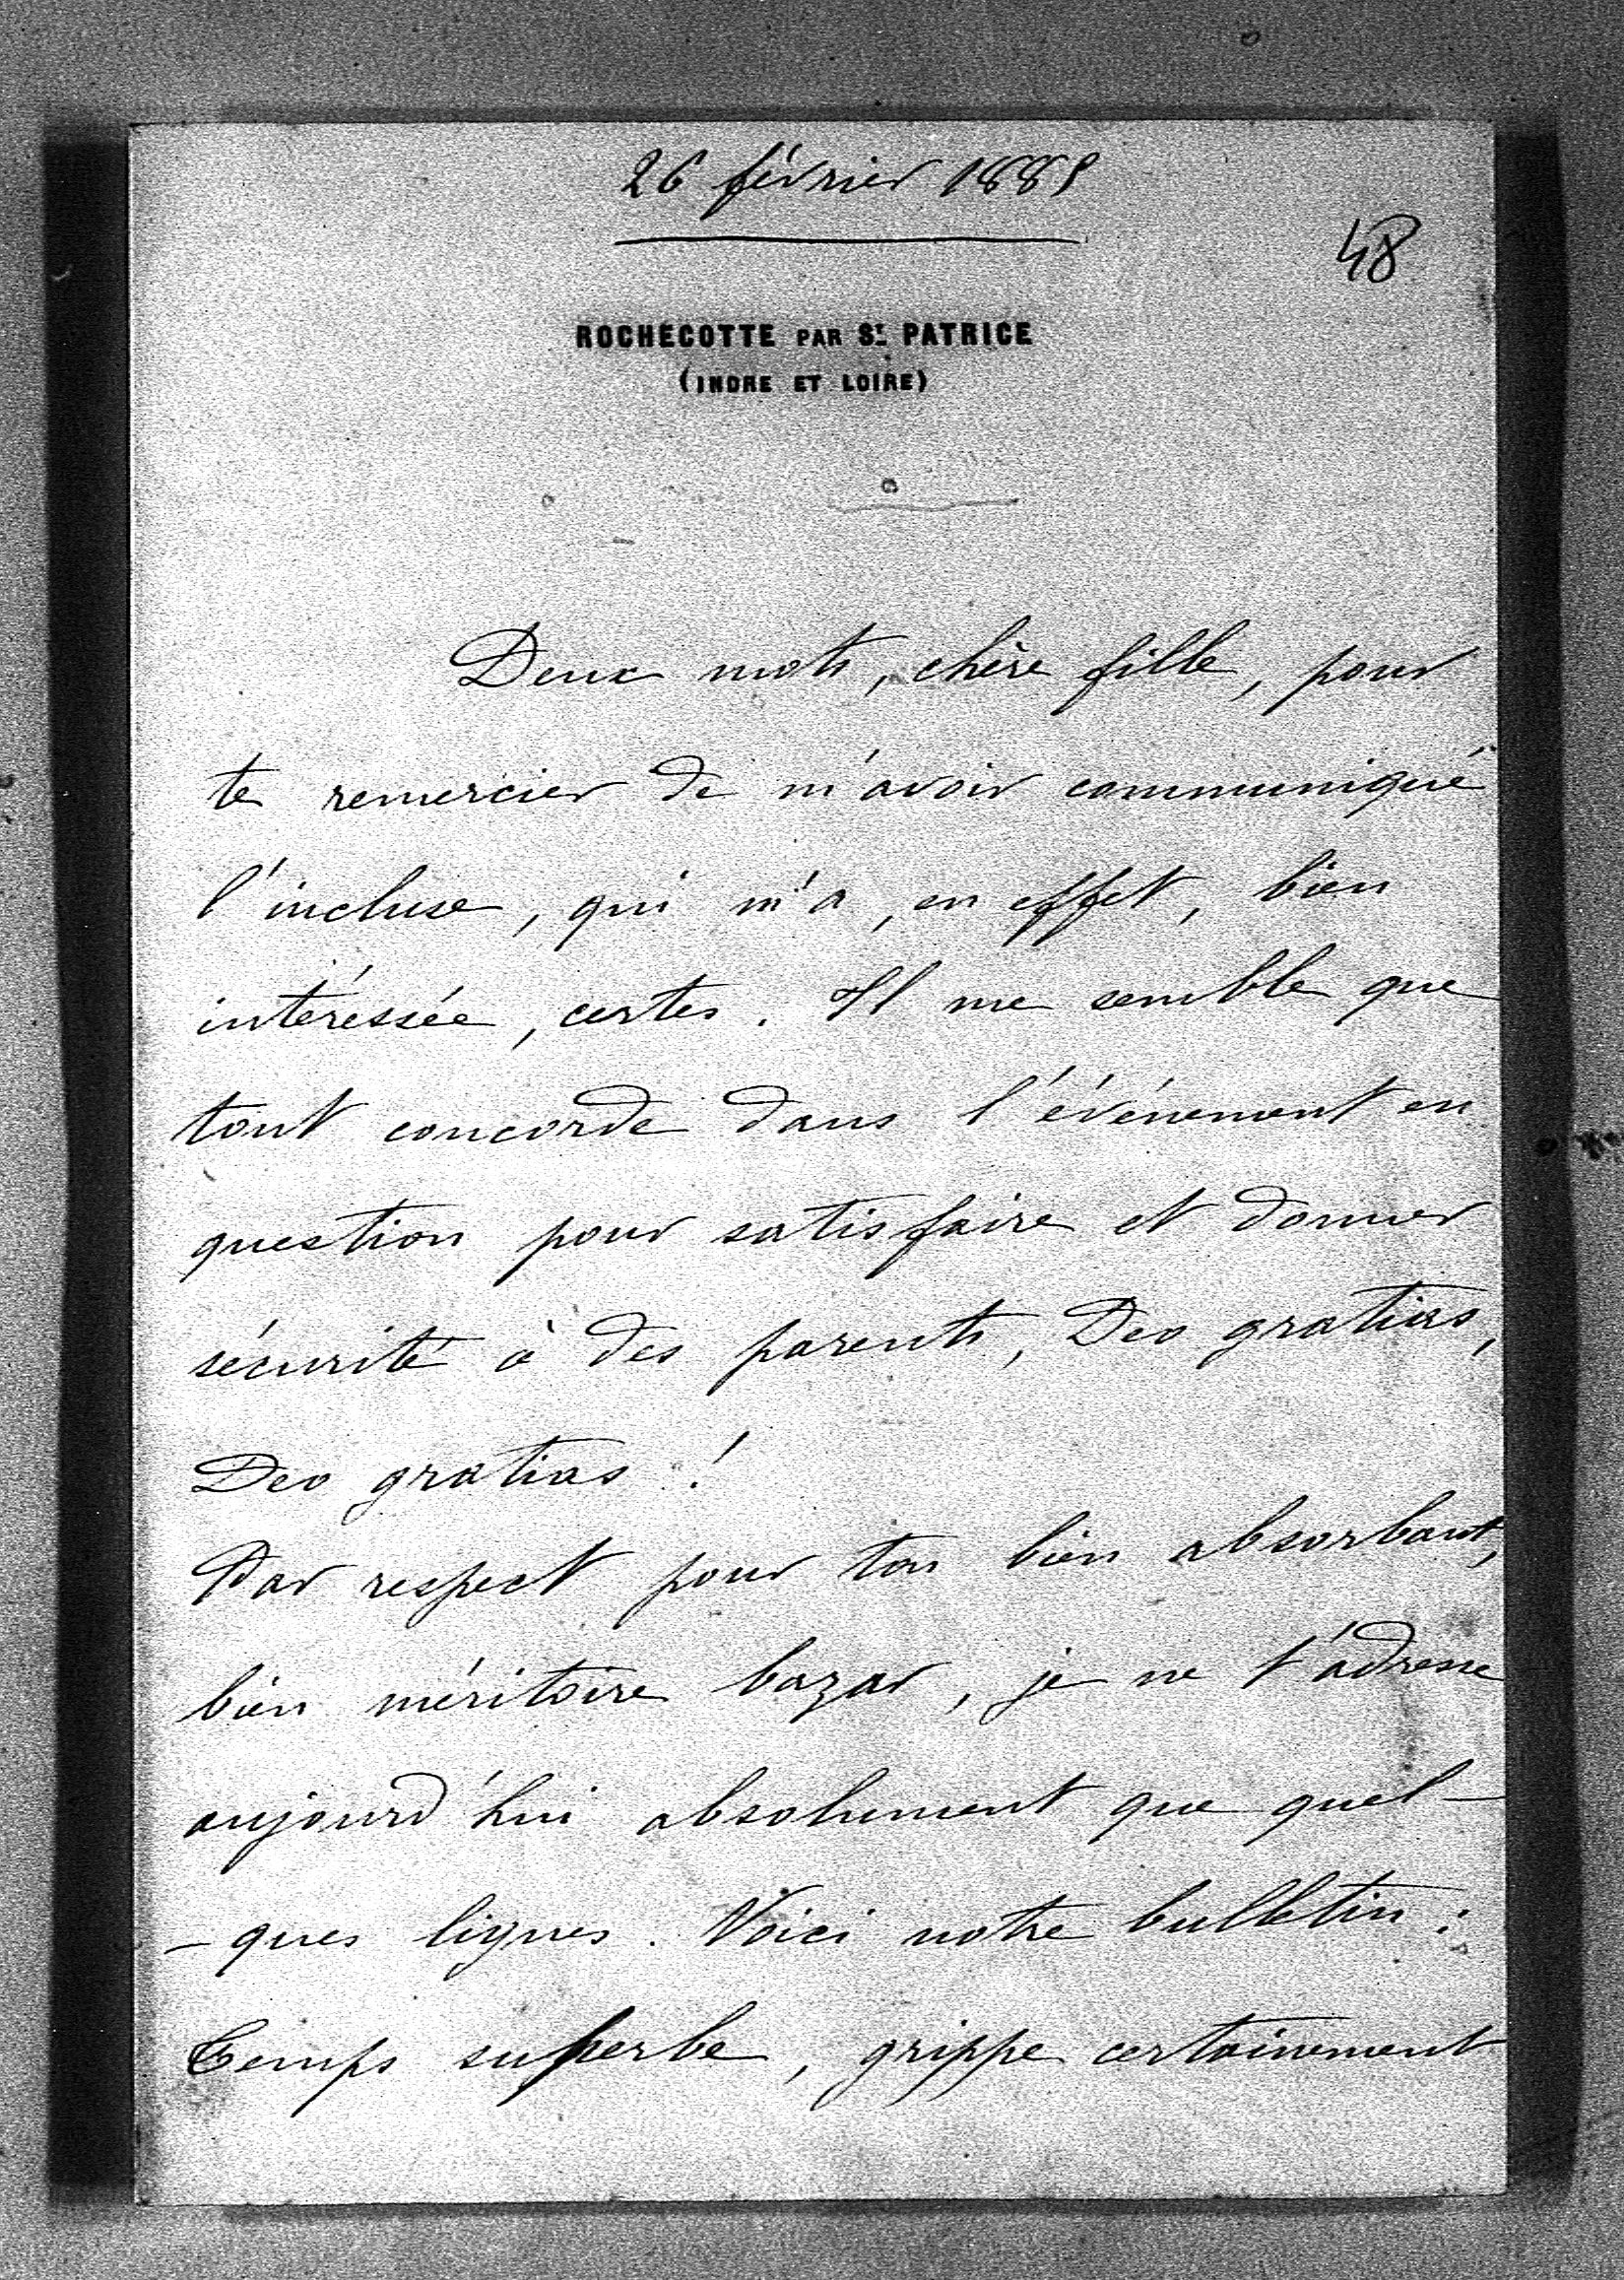 26 février 1889
48
ROCHECOTTE PAR ST. PATRICE
(INDRE ET LOIRE)
Deux mots, chère fille, pour
te remercier de m'avoir communiqué
l'incluse, qui m'a, en effet, bien
intéressée, certes. Il me semble que
tout concorde dans l'événement en
question pour satisfaire et donner
sécurité à des parents, Deo gratias,
Deo gratias !
Par respect pour ton bien absorbant,
bien méritoire bazar, je ne t'adresse
aujourd'hui absolument que quel-
-ques lignes. Voici notre bulletin :
Temps superbe, grippe certainement